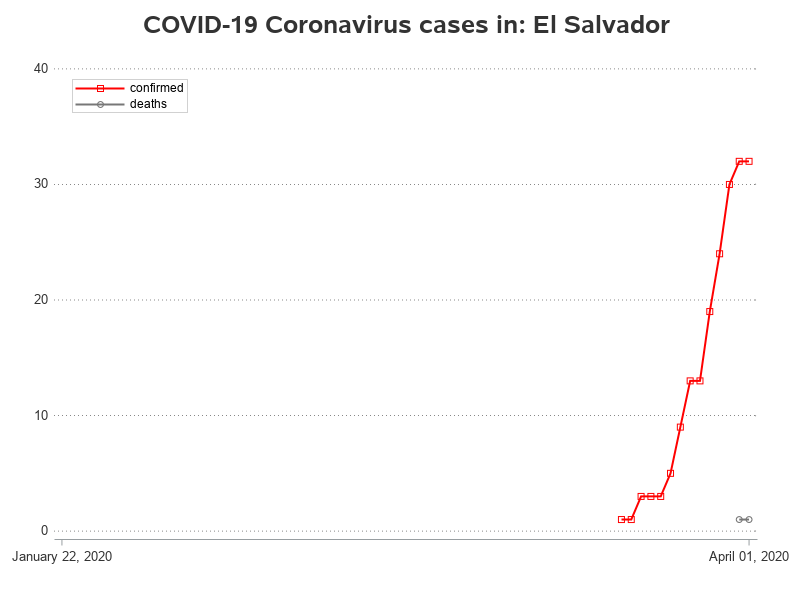 COVID-19 Coronavirus cases in: El Salvador
40
confirmed
deaths
30
20
10
0
January 22, 2020
April 01, 2020